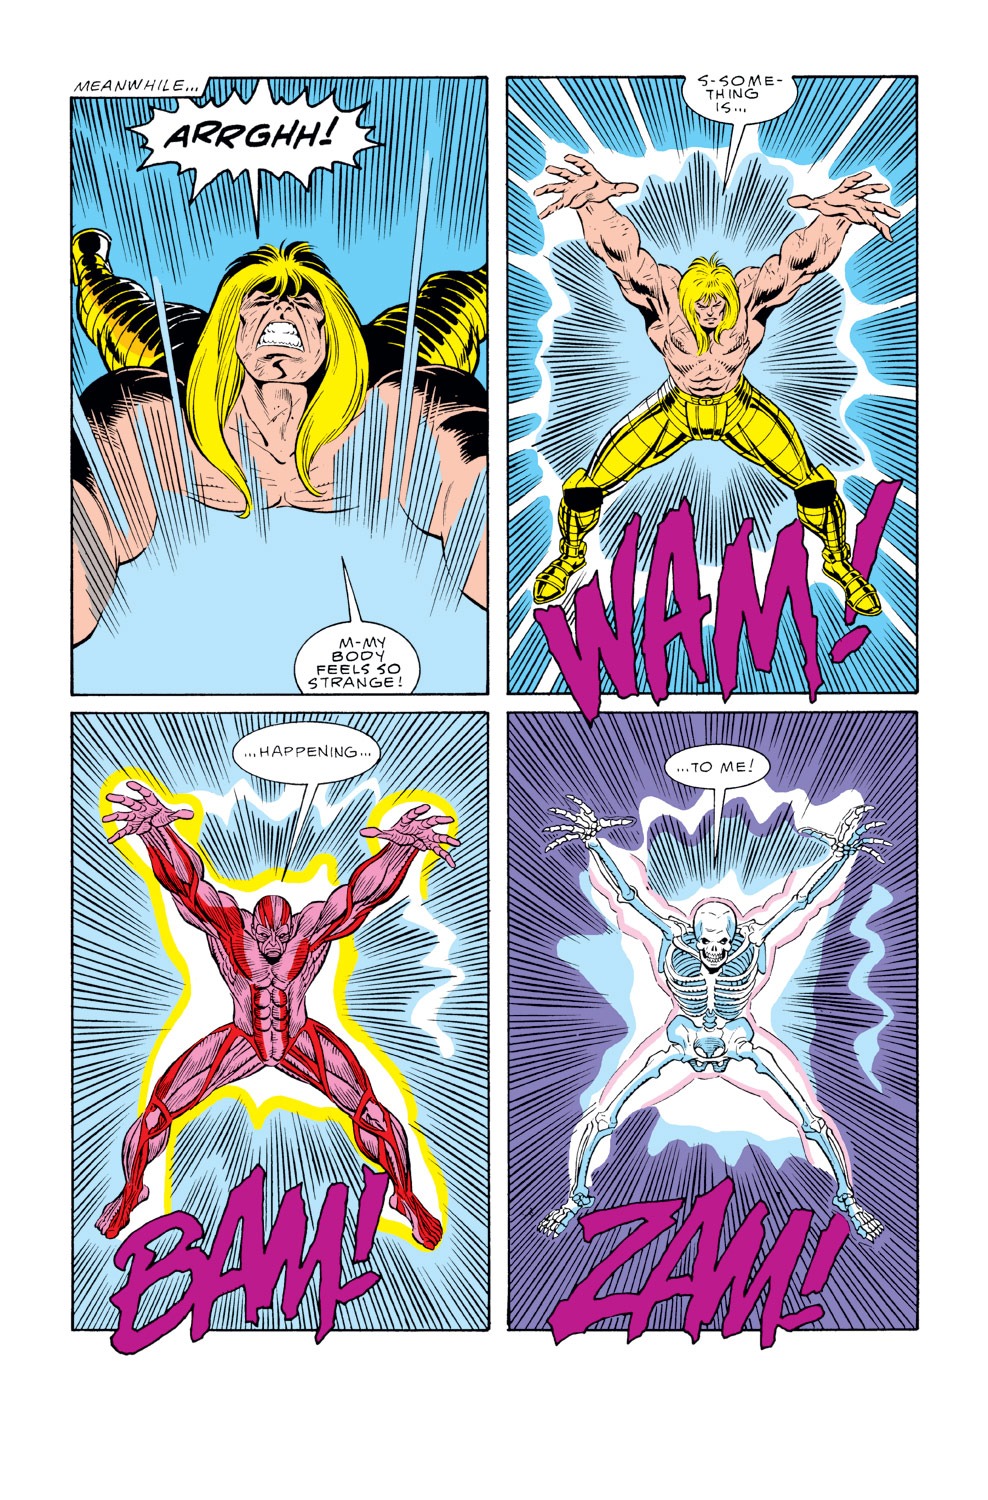 MEANWHILE...
ARRGHH!
M-MY
BODY
FEELS SO
STRANGE!
S-SOME-
THING
IS...
WAM!
...HAPPENING...
BAM!
...TO ME!
ZAM!